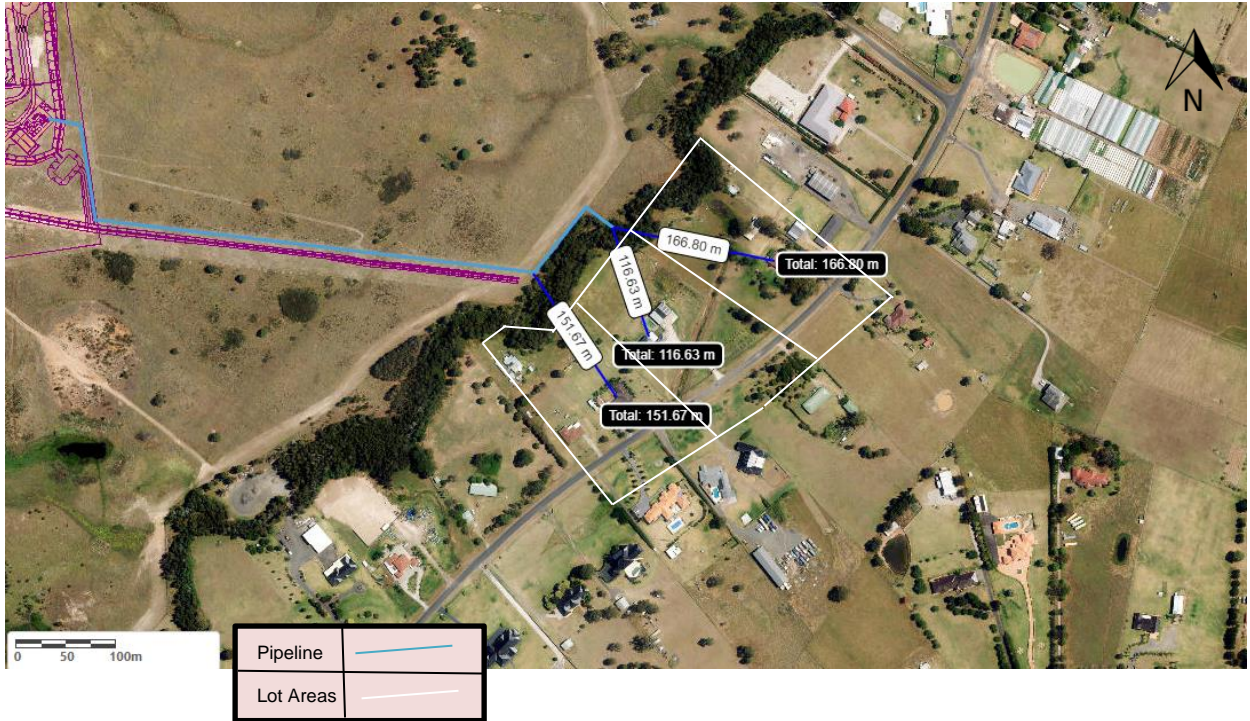 N
166.80 m
Total: 166.80 m
116.63 m
Total: 116.63 m
151.67 m
Total: 151.67 m
0 50 100m
Pipeline
Lot Areas